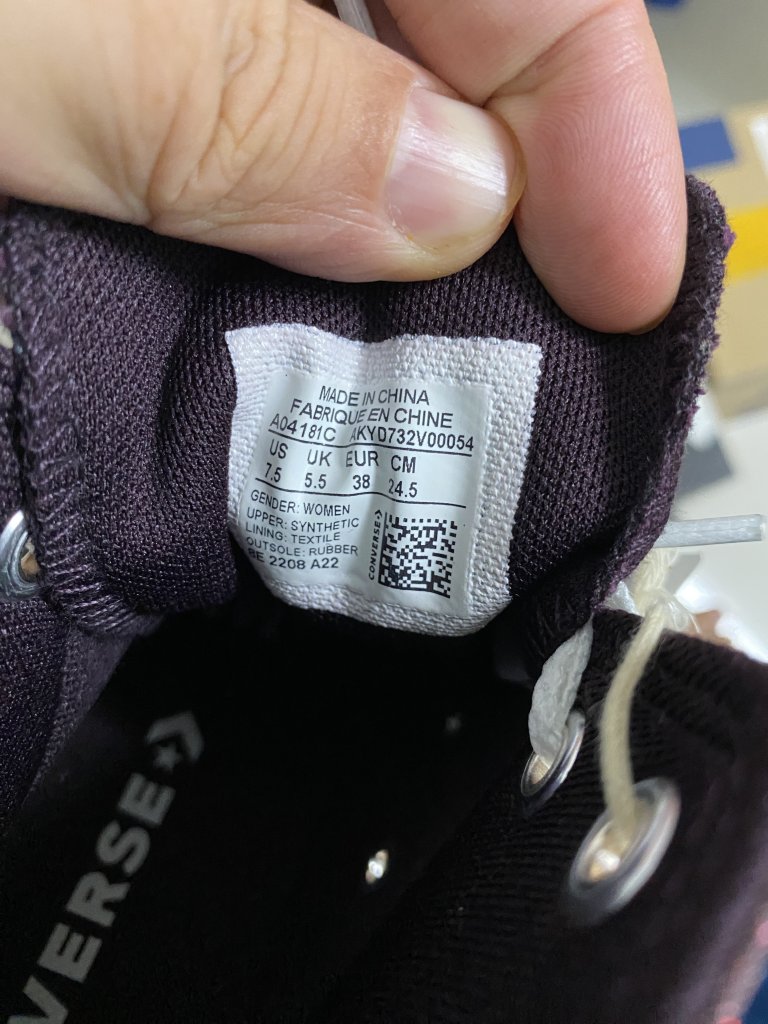 MADE IN CHINA
FABRIQUE EN CHINE
A04181C AKYD732V00054
US UK EUR CM
7.5 5.5 38 24.5
GENDER: WOMEN
UPPER: SYNTHETIC
LINING: TEXTILE
OUTSOLE: RUBBER
2208 A22
CONVERSE
VERSE